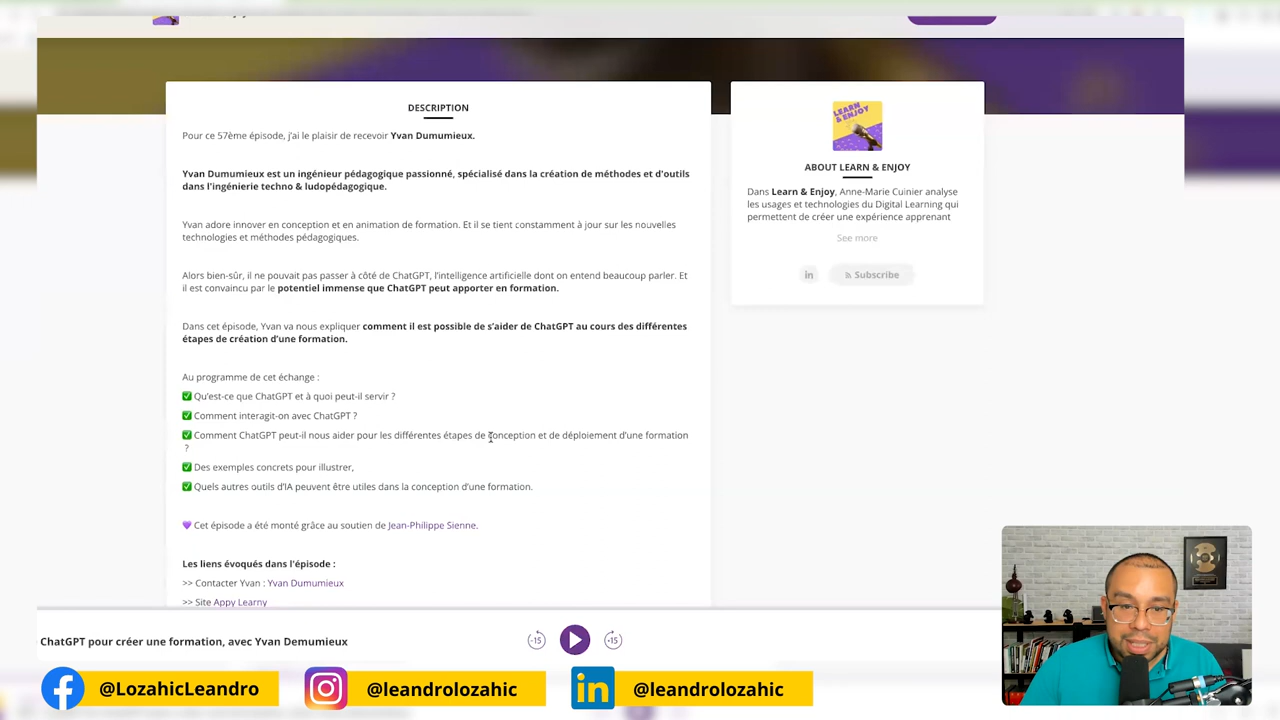 DESCRIPTION
Pour ce 57ème épisode, j'ai le plaisir de recevoir Yvan Dumumieux.
Yvan Dumumieux est un ingénieur pédagogique passionné, spécialisé dans la création de méthodes et d'outils
dans l'ingénierie techno & ludopédagogique.
Yvan adore innover en conception et en animation de formation. Et il se tient constamment à jour sur les nouvelles
technologies et méthodes pédagogiques.
Alors bien-sûr, il ne pouvait pas passer à côté de ChatGPT, l'intelligence artificielle dont on entend beaucoup parler. Et
il est convaincu par le potentiel immense que ChatGPT peut apporter en formation.
Dans cet épisode, Yvan va nous expliquer comment il est possible de s'aider de ChatGPT au cours des différentes
étapes de création d'une formation.
Au programme de cet échange :
✅ Qu'est-ce que ChatGPT et à quoi peut-il servir ?
✅ Comment interagit-on avec ChatGPT ?
✅ Comment ChatGPT peut-il nous aider pour les différentes étapes de conception et de déploiement d'une formation
?
✅ Des exemples concrets pour illustrer,
✅ Quels autres outils d'IA peuvent être utiles dans la conception d'une formation.
💜 Cet épisode a été monté grâce au soutien de Jean-Philippe Sienne.
Les liens évoqués dans l'épisode :
>> Contacter Yvan : Yvan Dumumieux
>> Site Appy Learny
LEARN
& ENJOY
ABOUT LEARN & ENJOY
Dans Learn & Enjoy, Anne-Marie Cuinier analyse
les usages et technologies du Digital Learning qui
permettent de créer une expérience apprenant
See more
in
Subscribe
ChatGPT pour créer une formation, avec Yvan Demumieux
-15
+15
@LozahicLeandro
@leandrolozahic
in
@leandrolozahic